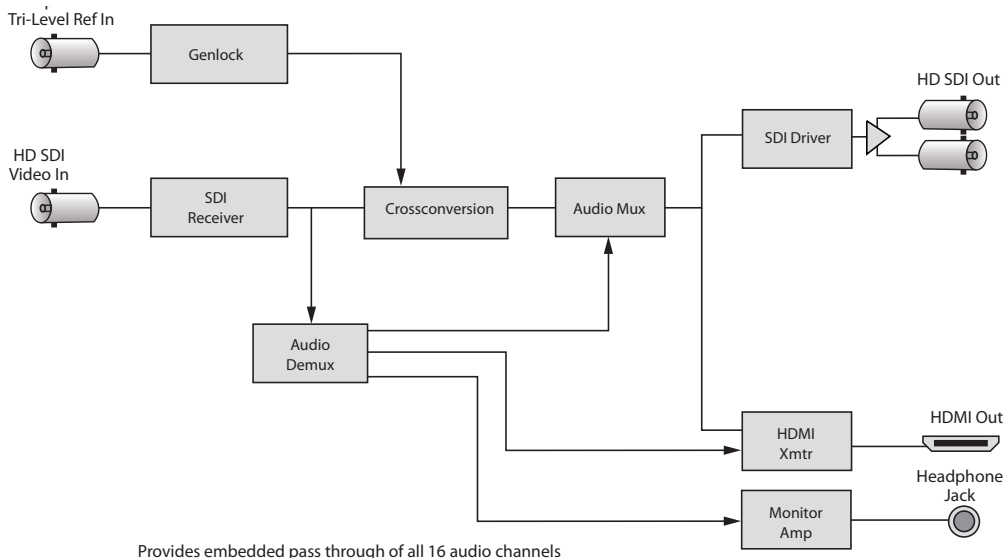 Tri-Level Ref In
Genlock
HD SDI Out
SDI Driver
HD SDI
Video In
SDI
Receiver
Crossconversion
Audio Mux
Audio
Demux
HDMI Out
HDMI
Xmtr
Headphone
Jack
Monitor
Amp
Provides embedded pass through of all 16 audio channels